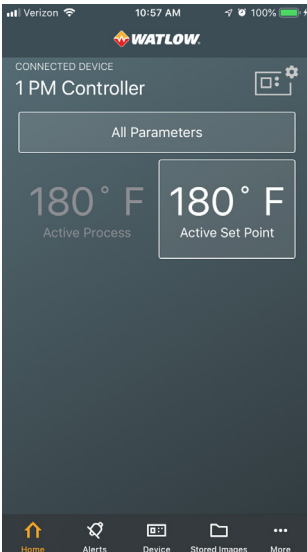 Verizon 10:57 AM 100%
WATLOW.
CONNECTED DEVICE
1 PM Controller
All Parameters
180° F 180° F
Active Process Active Set Point
Home Alerts Device Stored Images More